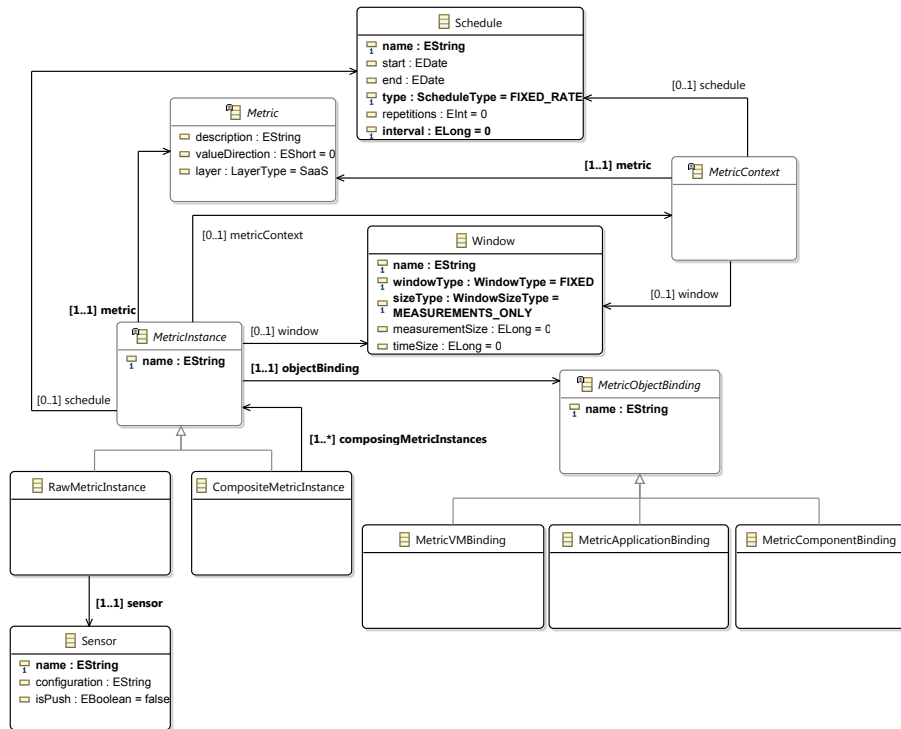 Schedule
name : EString
start : EDate
end : EDate
type : ScheduleType = FIXED_RATE
repetitions : EInt = 0
interval : ELong = 0
[0..1] schedule
Metric
description : EString
valueDirection : EShort = 0
layer : LayerType = SaaS
[1..1] metric
MetricContext
[0..1] metricContext
Window
name : EString
windowType : WindowType = FIXED
sizeType : WindowSizeType =
MEASUREMENTS_ONLY
measurementSize : ELong = 0
timeSize : ELong = 0
[0..1] window
[1..1] metric
MetricInstance
name : EString
[0..1] window
[1..1] objectBinding
[0..1] schedule
MetricObjectBinding
name : EString
[1..*] composingMetricInstances
RawMetricInstance
CompositeMetricInstance
MetricVMBinding
MetricApplicationBinding
MetricComponentBinding
[1..1] sensor
Sensor
name : EString
configuration : EString
isPush : EBoolean = false